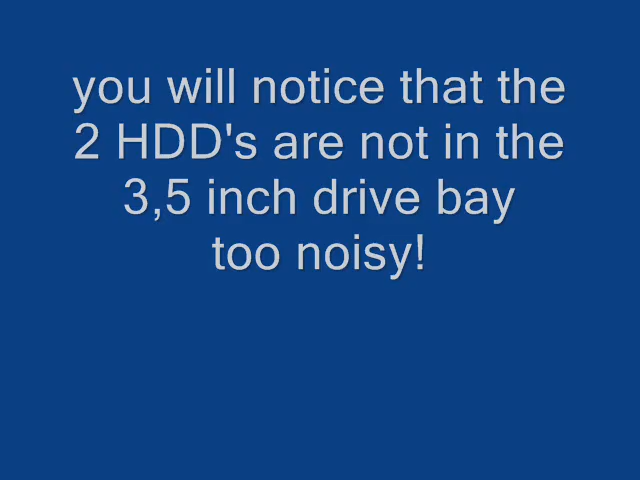 you will notice that the
2 HDD's are not in the
3,5 inch drive bay
too noisy!